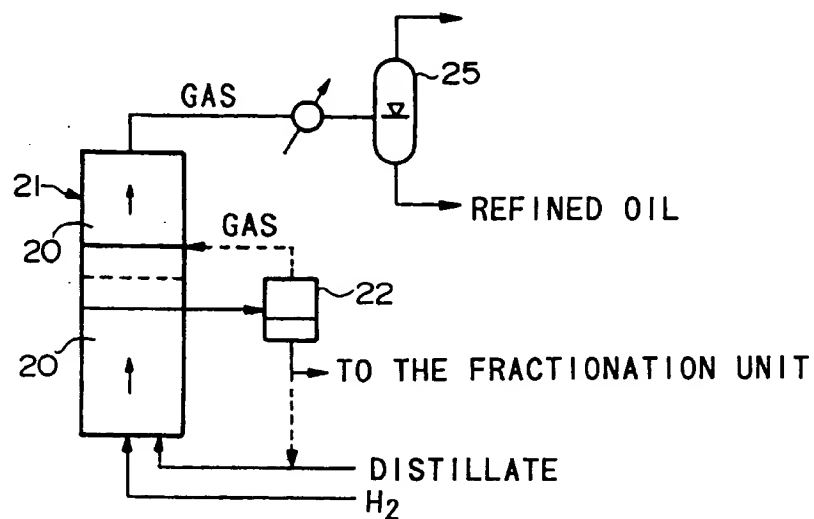 25
GAS
21
REFINED OIL
20
GAS
22
20
TO THE FRACTIONATION UNIT
DISTILLATE
H2